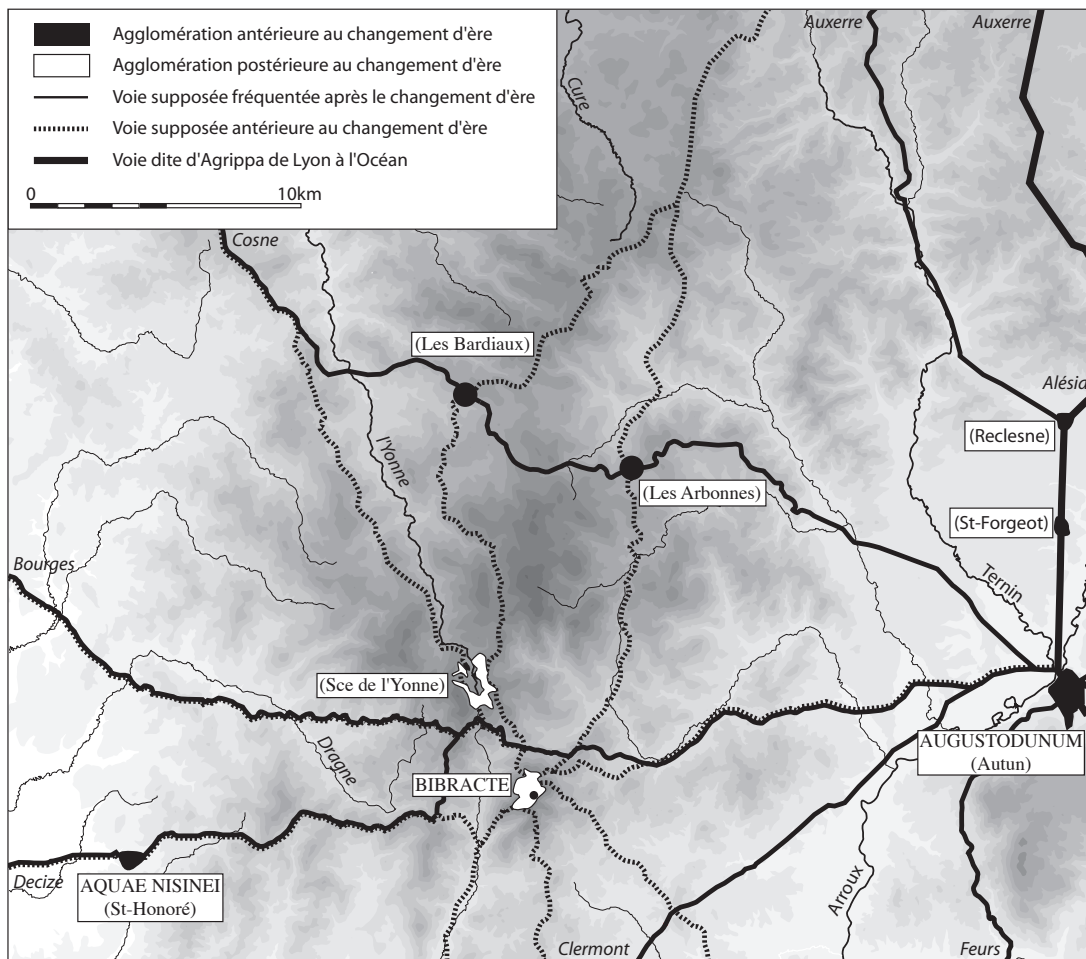 Agglomération antérieure au changement d'ère
Agglomération postérieure au changement d'ère
Voie supposée fréquentée après le changement d'ère
Voie supposée antérieure au changement d'ère
Voie dite d'Agrippa de Lyon à l'Océan
0 10km
Auxerre
Auxerre
Cure
Cosne
(Les Bardiaux)
Alésia
l'Yonne
(Reclesne)
(Les Arbonnes)
(St-Forgeot)
Bourges
Ternin
(Sce de l'Yonne)
Dragne
BIBRACTE
AUGUSTODUNUM
(Autun)
Decize
AQUAE NISINEI
(St-Honoré)
Arroux
Clermont
Feurs